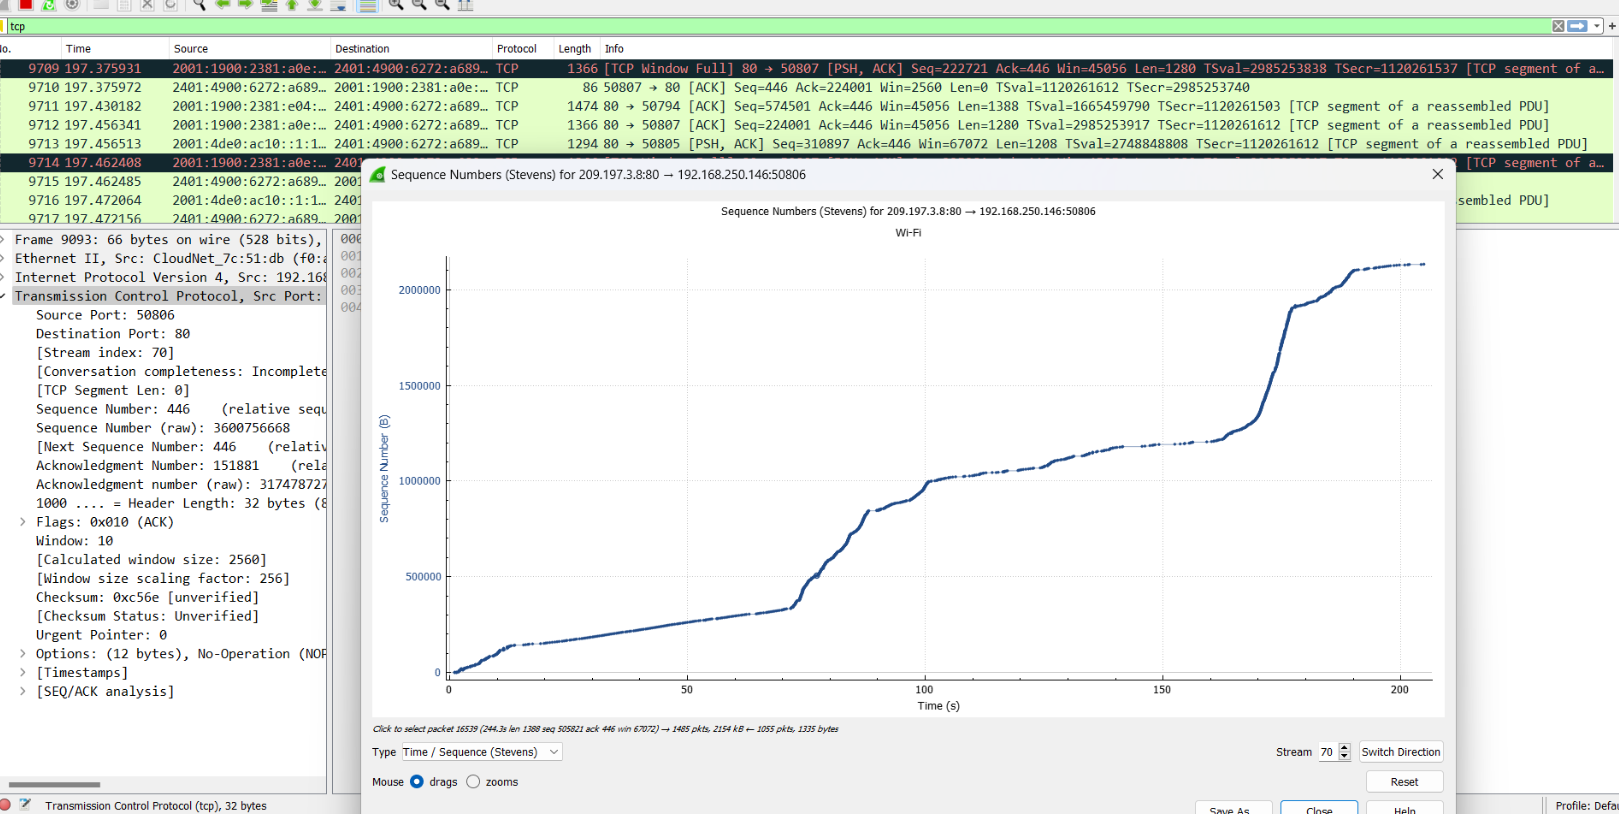 tcp
No. Time Source Destination Protocol Length Info
9709 197.375931 2001:1900:2381:a0e:… 2401:4900:6272:a689… TCP 1366 [TCP Window Full] 80 → 50807 [PSH, ACK] Seq=222721 Ack=446 Win=45056 Len=1280 TSval=2985253838 TSecr=1120261537 [TCP segment of a…
9710 197.375972 2401:4900:6272:a689… 2001:1900:2381:a0e:… TCP 86 50807 → 80 [ACK] Seq=446 Ack=224001 Win=2560 Len=0 TSval=1120261612 TSecr=2985253740
9711 197.430182 2001:1900:2381:e04:… 2401:4900:6272:a689… TCP 1474 80 → 50794 [ACK] Seq=574501 Ack=446 Win=45056 Len=1388 TSval=1665459790 TSecr=1120261503 [TCP segment of a reassembled PDU]
9712 197.456341 2001:1900:2381:a0e:… 2401:4900:6272:a689… TCP 1366 80 → 50807 [ACK] Seq=224001 Ack=446 Win=45056 Len=1280 TSval=2985253917 TSecr=1120261612 [TCP segment of a reassembled PDU]
9713 197.456513 2001:4de0:ac10::1:1… 2401:4900:6272:a689… TCP 1294 80 → 50805 [PSH, ACK] Seq=310897 Ack=446 Win=67072 Len=1208 TSval=2748848808 TSecr=1120261612 [TCP segment of a reassembled PDU]
9714 197.462408 2001:1900:2381:a0e:… 2401 segment of a…
9715 197.462485 2401:4900:6272:a689… 2001
9716 197.472064 2001:4de0:ac10::1:1… 2401 sembled PDU]
9717 197.472156 2401:4900:6272:a689… 2001
Frame 9093: 66 bytes on wire (528 bits),
Ethernet II, Src: CloudNet_7c:51:db (f0:a
Internet Protocol Version 4, Src: 192.168
Transmission Control Protocol, Src Port:
Source Port: 50806
Destination Port: 80
[Stream index: 70]
[Conversation completeness: Incomplete
[TCP Segment Len: 0]
Sequence Number: 446 (relative sequ
Sequence Number (raw): 3600756668
[Next Sequence Number: 446 (relativ
Acknowledgment Number: 151881 (rela
Acknowledgment number (raw): 317478727
1000 .... = Header Length: 32 bytes (8
Flags: 0x010 (ACK)
Window: 10
[Calculated window size: 2560]
[Window size scaling factor: 256]
Checksum: 0xc56e [unverified]
[Checksum Status: Unverified]
Urgent Pointer: 0
Options: (12 bytes), No-Operation (NOP
[Timestamps]
[SEQ/ACK analysis]
000
001
002
003
004
Sequence Numbers (Stevens) for 209.197.3.8:80 → 192.168.250.146:50806
Sequence Numbers (Stevens) for 209.197.3.8:80 → 192.168.250.146:50806
Wi-Fi
Sequence Number (B)
2000000
1500000
1000000
500000
0
0 50 100 150 200
Time (s)
Click to select packet 16539 (244.3s len 1388 seq 505821 ack 446 win 67072) → 1485 pkts, 2154 kB ← 1055 pkts, 1335 bytes
Type Time / Sequence (Stevens) Stream 70 Switch Direction
Mouse drags zooms Reset
Save As… Close Help
Transmission Control Protocol (tcp), 32 bytes Profile: Defau